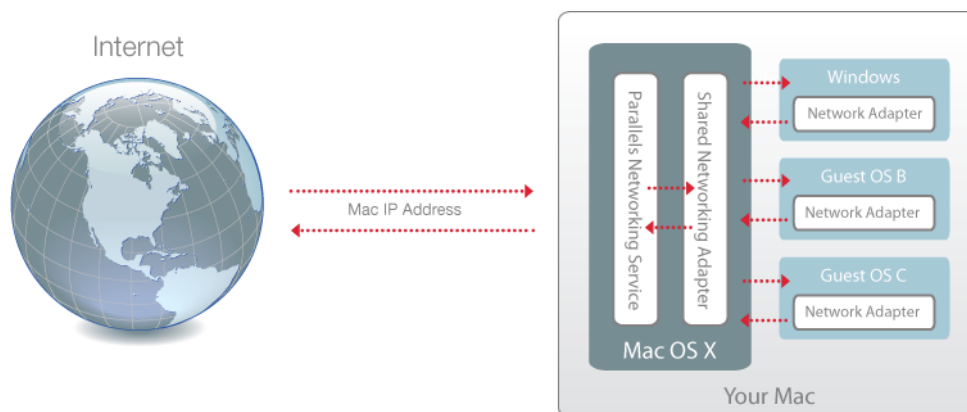 Internet
Mac IP Address
Parallels Networking Service
Shared Networking Adapter
Mac OS X
Windows
Network Adapter
Guest OS B
Network Adapter
Guest OS C
Network Adapter
Your Mac